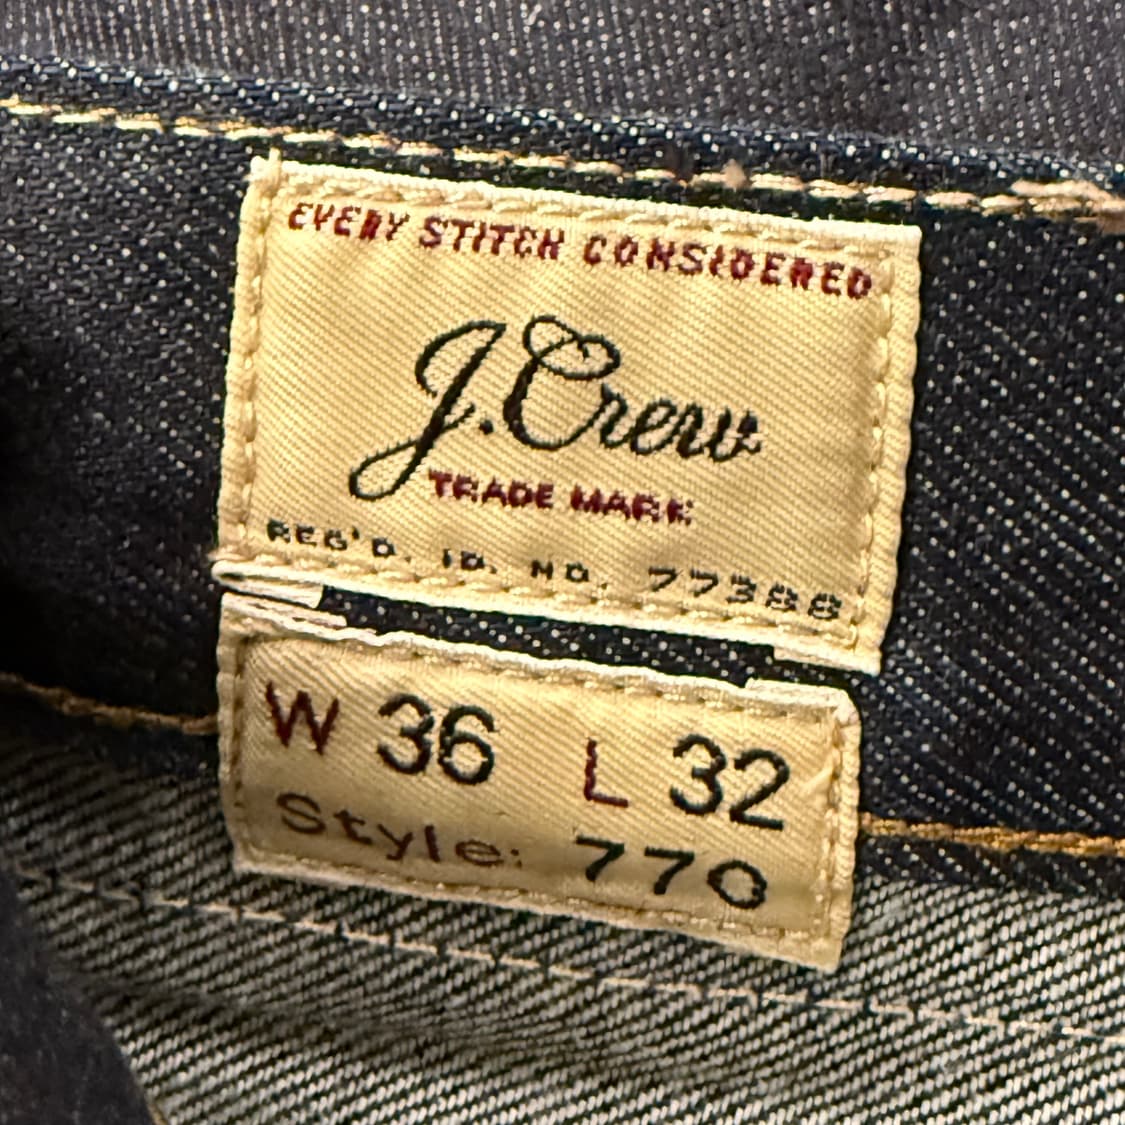 EVERY STITCH CONSIDERED
J.Crew
TRADE MARK
REG'D. ID. NO. 77388
W 36 L 32
Style: 770